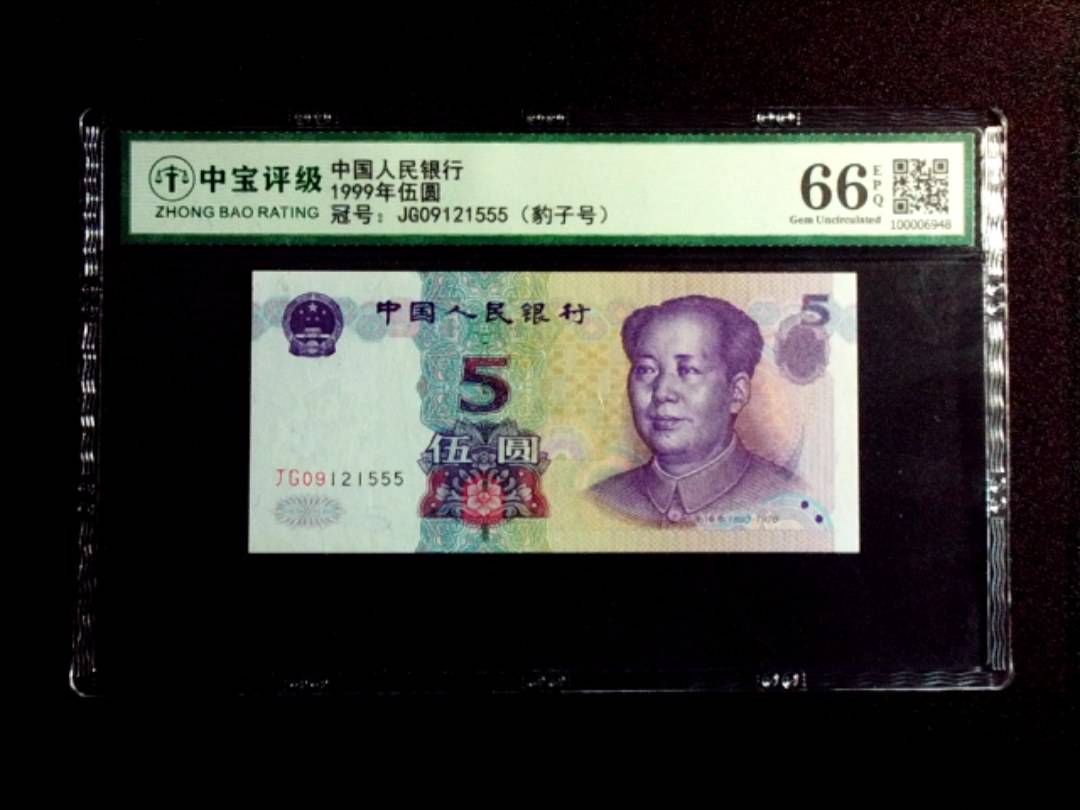 中宝评级
ZHONG BAO RATING
中国人民银行
1999年伍圆
冠号：JG09121555（豹子号）
66
EPQ
Gem Uncirculated
100006948
中国人民银行
5
5
伍圆
JG09121555